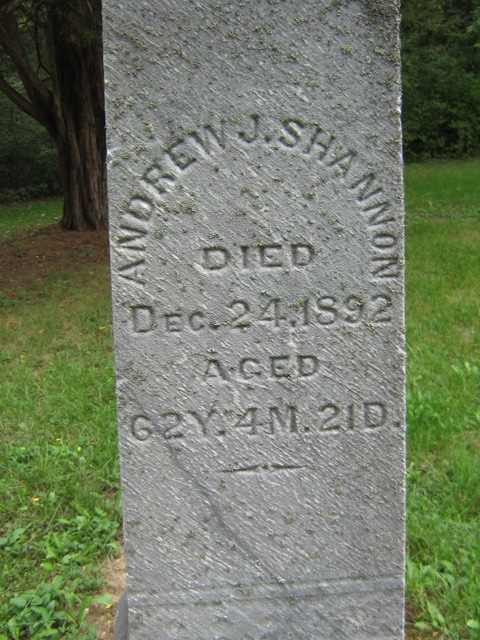 ANDREW J. SHANNON
DIED
DEC. 24, 1892
AGED
62Y. 4M. 21D.